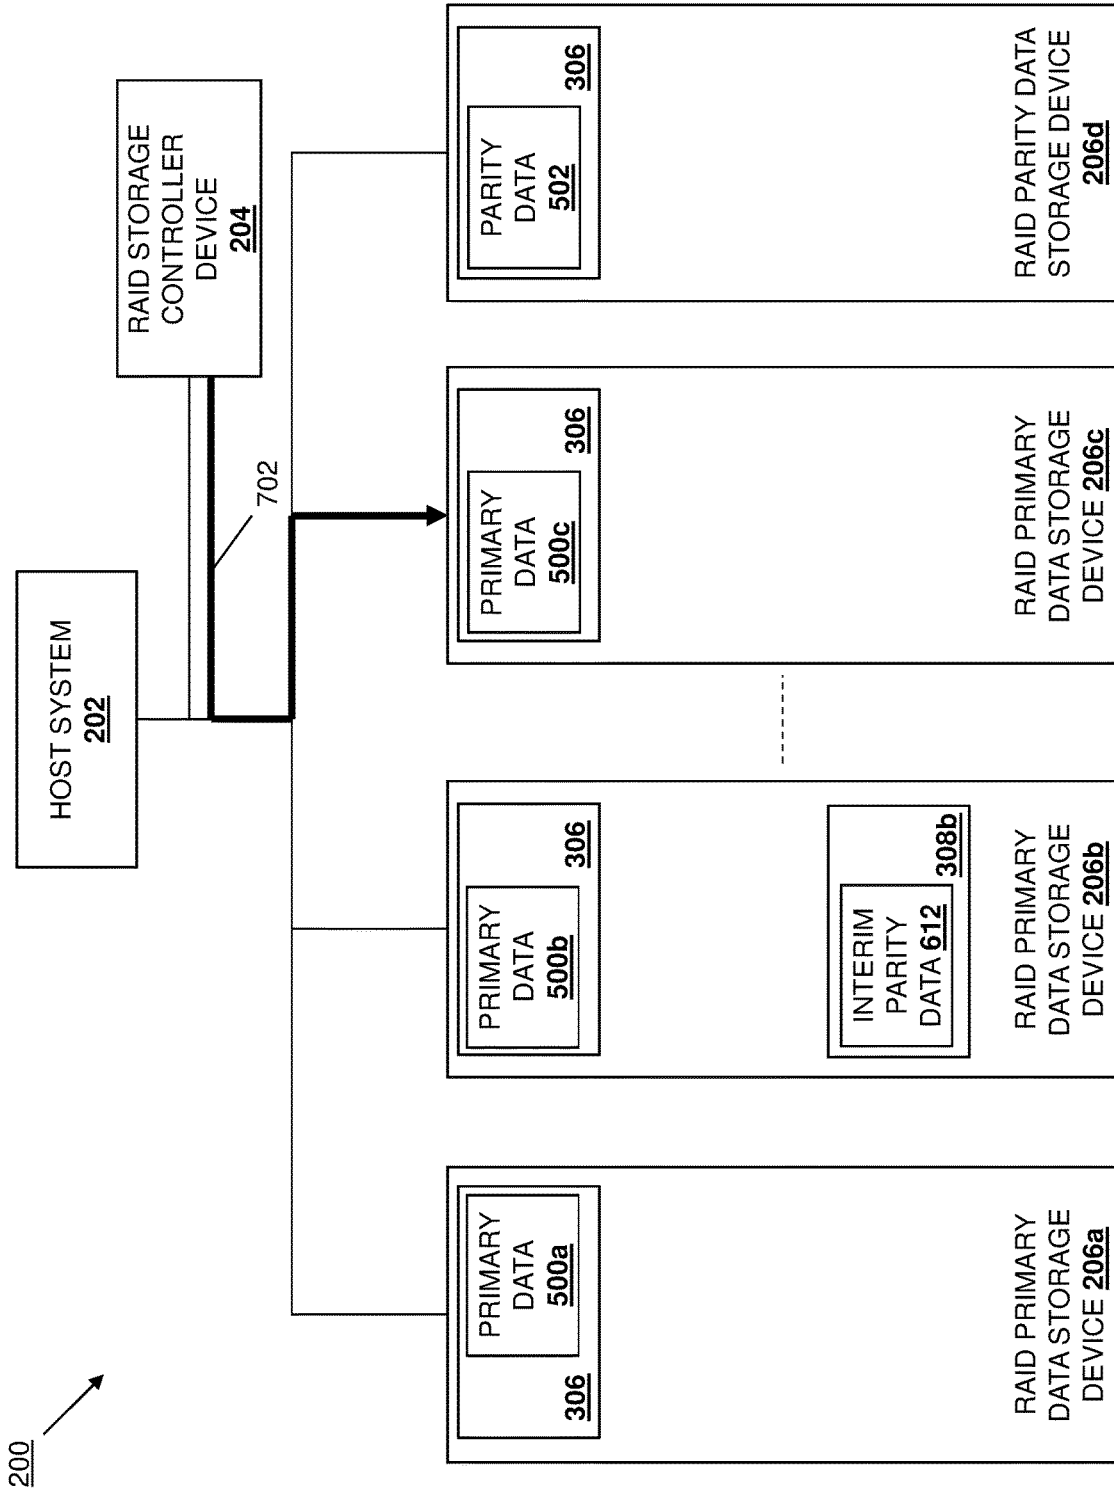 200
HOST SYSTEM
202
RAID STORAGE
CONTROLLER
DEVICE
204
702
PRIMARY
DATA
500a
306
RAID PRIMARY
DATA STORAGE
DEVICE 206a
PRIMARY
DATA
500b
306
INTERIM
PARITY
DATA 612
308b
RAID PRIMARY
DATA STORAGE
DEVICE 206b
PRIMARY
DATA
500c
306
RAID PRIMARY
DATA STORAGE
DEVICE 206c
PARITY
DATA
502
306
RAID PARITY DATA
STORAGE DEVICE
206d